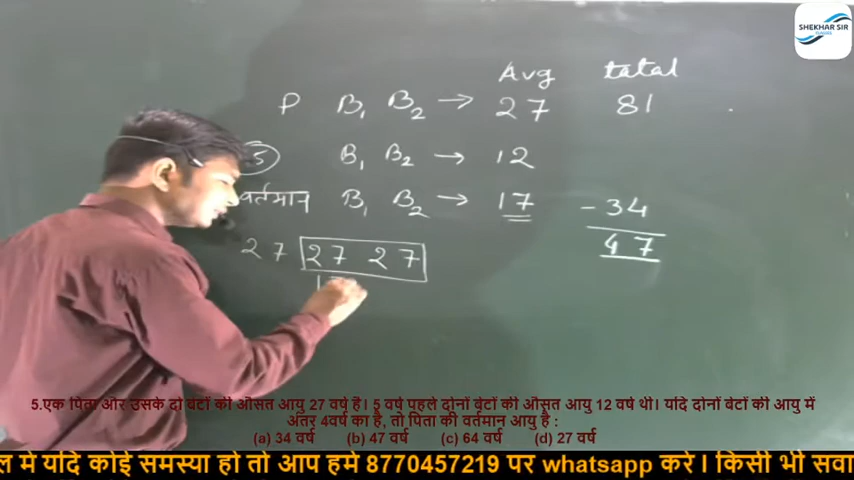 SHEKHAR SIR
CLASSES
Avg total
P B₁ B₂ → 27 81
5 B₁ B₂ → 12
वर्तमान B₁ B₂ → 17 - 34
27 27 27 47
5.एक पिता और उसके दो बेटों की औसत आयु 27 वर्ष है। 5 वर्ष पहले दोनों बेटों की औसत आयु 12 वर्ष थी। यदि दोनों बेटों की आयु में
अंतर 4वर्ष का है, तो पिता की वर्तमान आयु है :
(a) 34 वर्ष (b) 47 वर्ष (c) 64 वर्ष (d) 27 वर्ष
ल में यदि कोई समस्या हो तो आप हमें 8770457219 पर whatsapp करे। किसी भी सवा